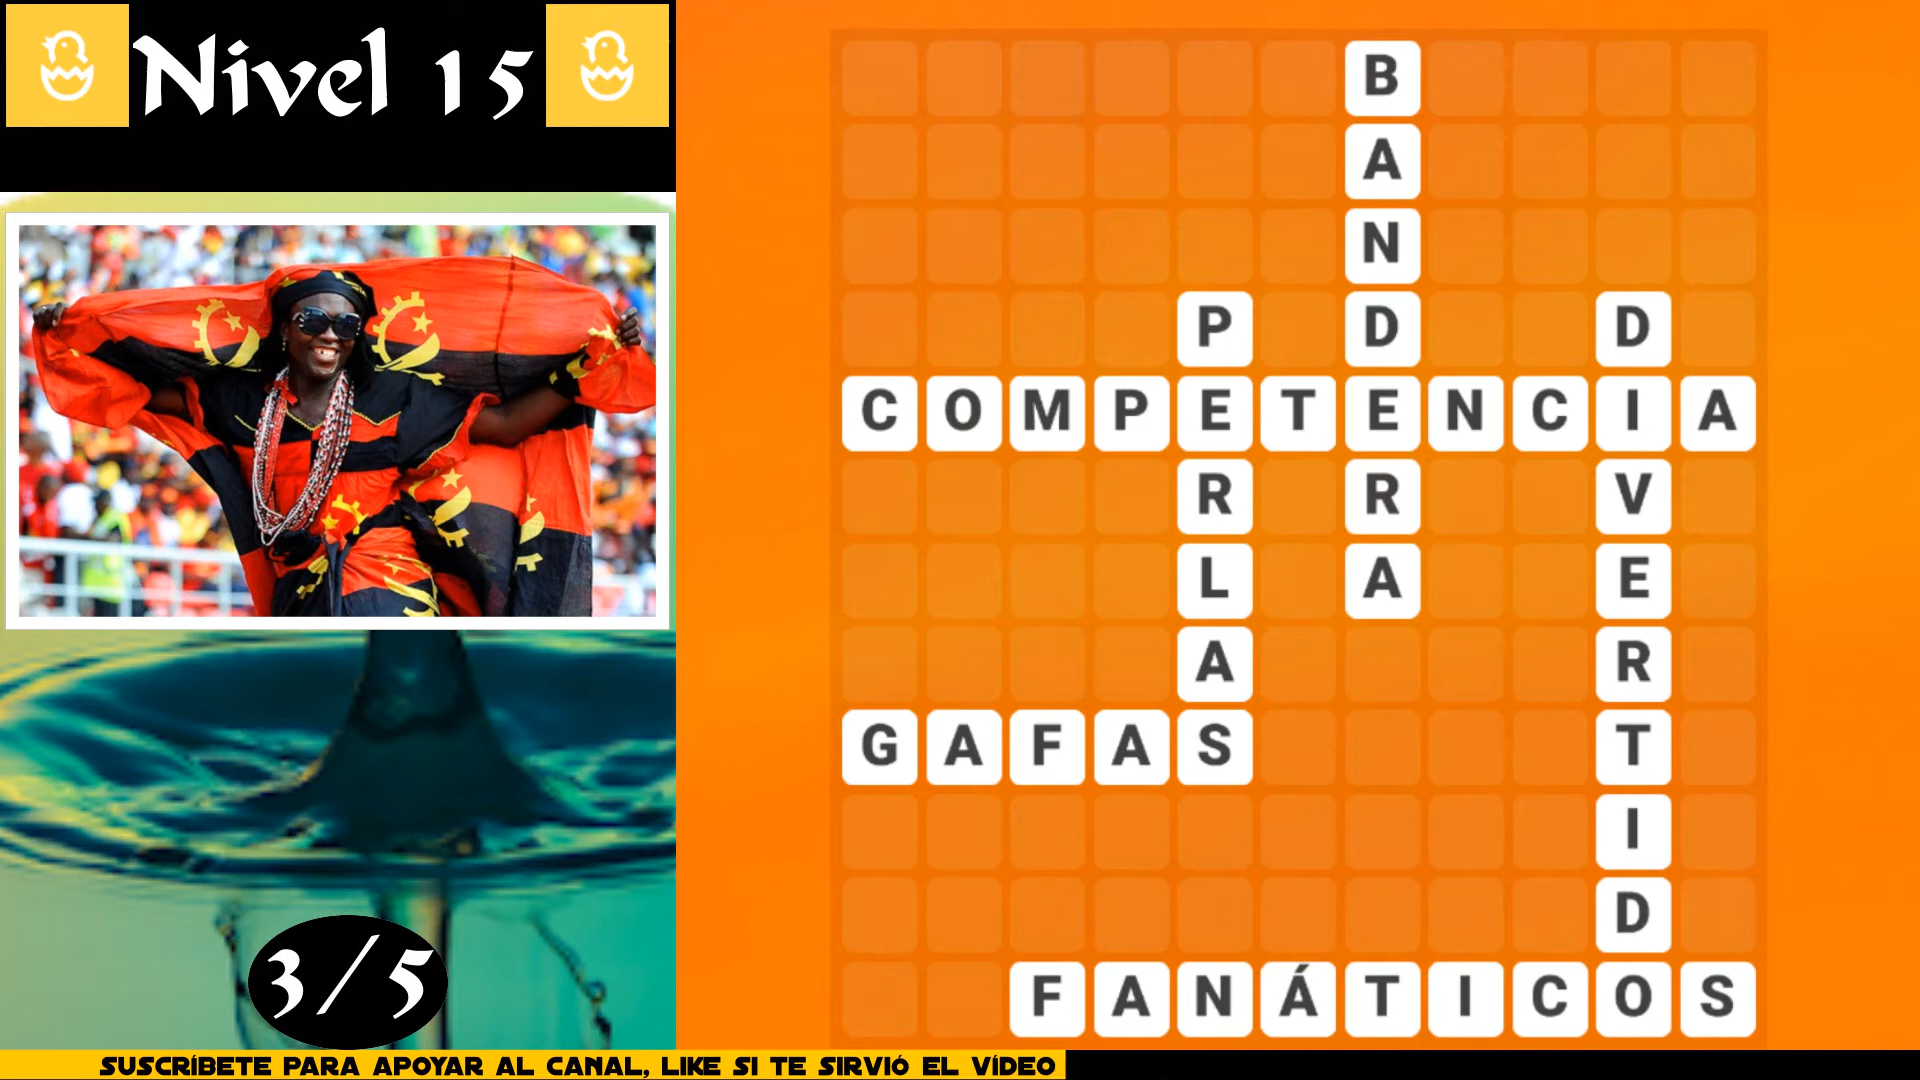 Nivel 15
B
A
N
P D D
COMPETENCIA
R R V
L A E
A R
GAFAS T
I
D
FANÁTICOS
3/5
SUSCRÍBETE PARA APOYAR AL CANAL, LIKE SI TE SIRVIÓ EL VÍDEO